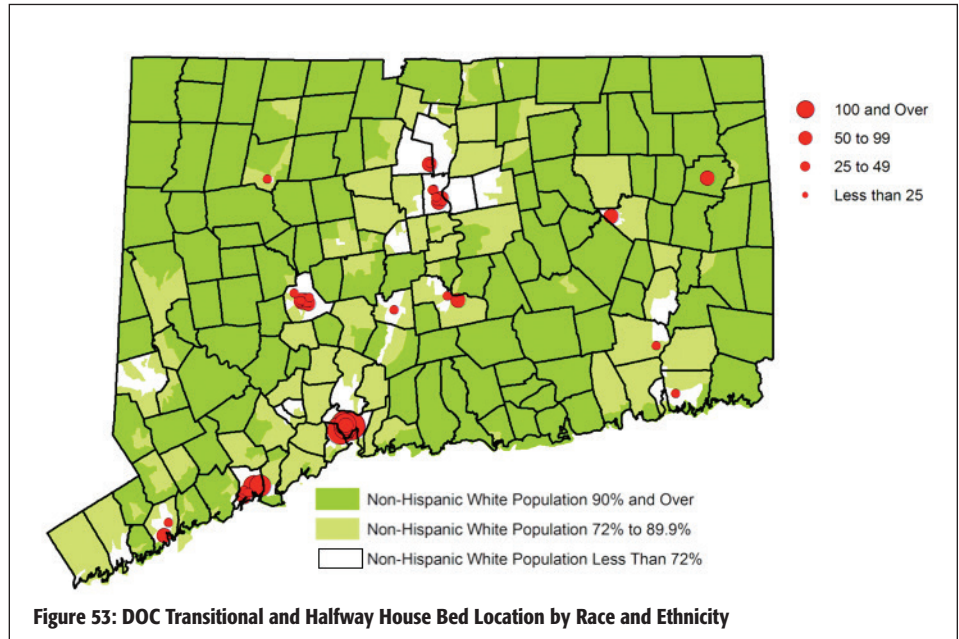 100 and Over
50 to 99
25 to 49
Less than 25
Non-Hispanic White Population 90% and Over
Non-Hispanic White Population 72% to 89.9%
Non-Hispanic White Population Less Than 72%
Figure 53: DOC Transitional and Halfway House Bed Location by Race and Ethnicity